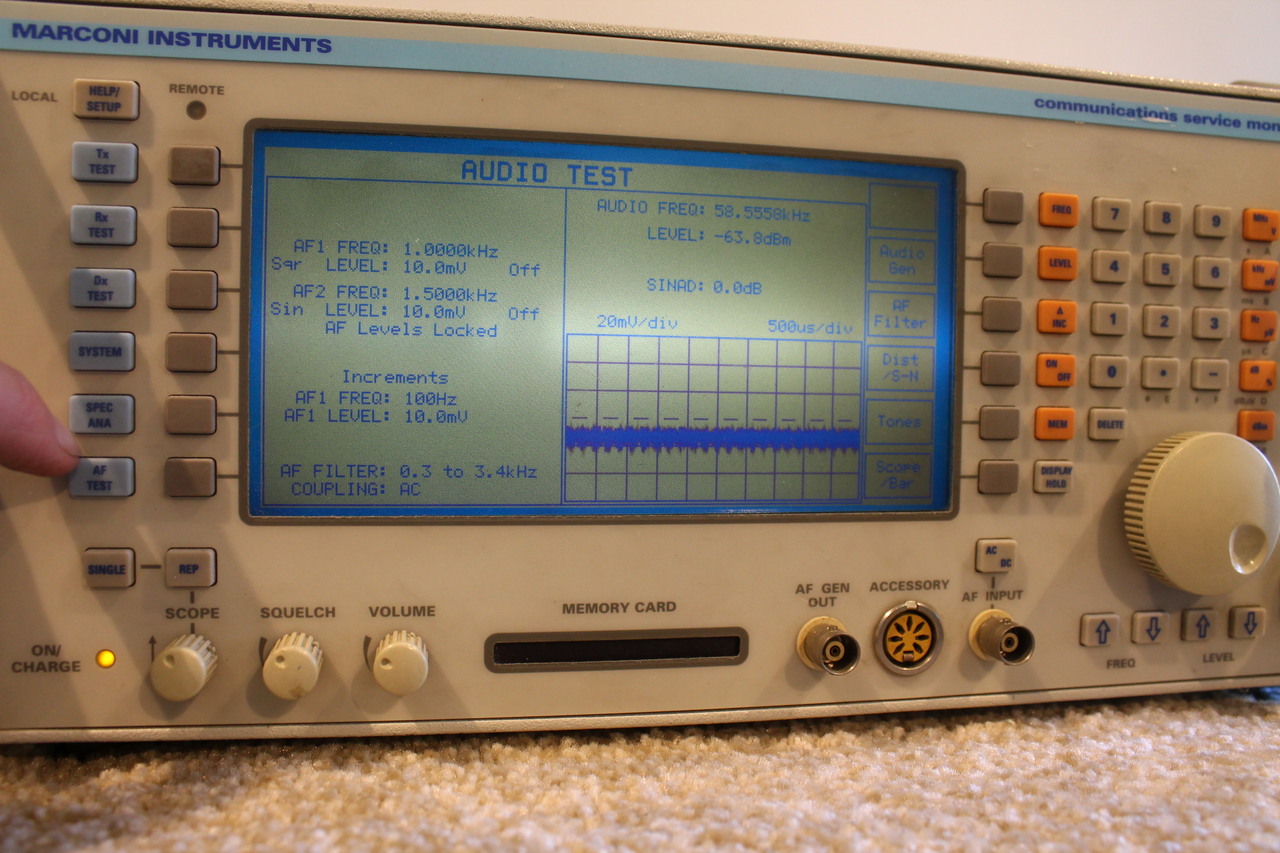 MARCONI INSTRUMENTS
communications service mon
LOCAL
HELP/
SETUP
REMOTE
Tx
TEST
Rx
TEST
Dx
TEST
SYSTEM
SPEC
ANA
AF
TEST
SINGLE
REP
AUDIO TEST
AF1 FREQ: 1.0000kHz
Sqr LEVEL: 10.0mV Off
AF2 FREQ: 1.5000kHz
Sin LEVEL: 10.0mV Off
AF Levels Locked
Increments
AF1 FREQ: 100Hz
AF1 LEVEL: 10.0mV
AF FILTER: 0.3 to 3.4kHz
COUPLING: AC
AUDIO FREQ: 58.5558kHz
LEVEL: -63.8dBm
SINAD: 0.0dB
20mV/div 500us/div
Audio
Gen
AF
Filter
Dist
/S-N
Tones
Scope
/Bar
FREQ 7 8 9 MHz
LEVEL 4 5 6 kHz
INC 1 2 3 Hz
ON
OFF
0 • − dB
MEM DELETE dBm
DISPLAY
HOLD
AC
DC
ON/
CHARGE
SCOPE
SQUELCH
VOLUME
MEMORY CARD
AF GEN
OUT
ACCESSORY
AF INPUT
FREQ
LEVEL